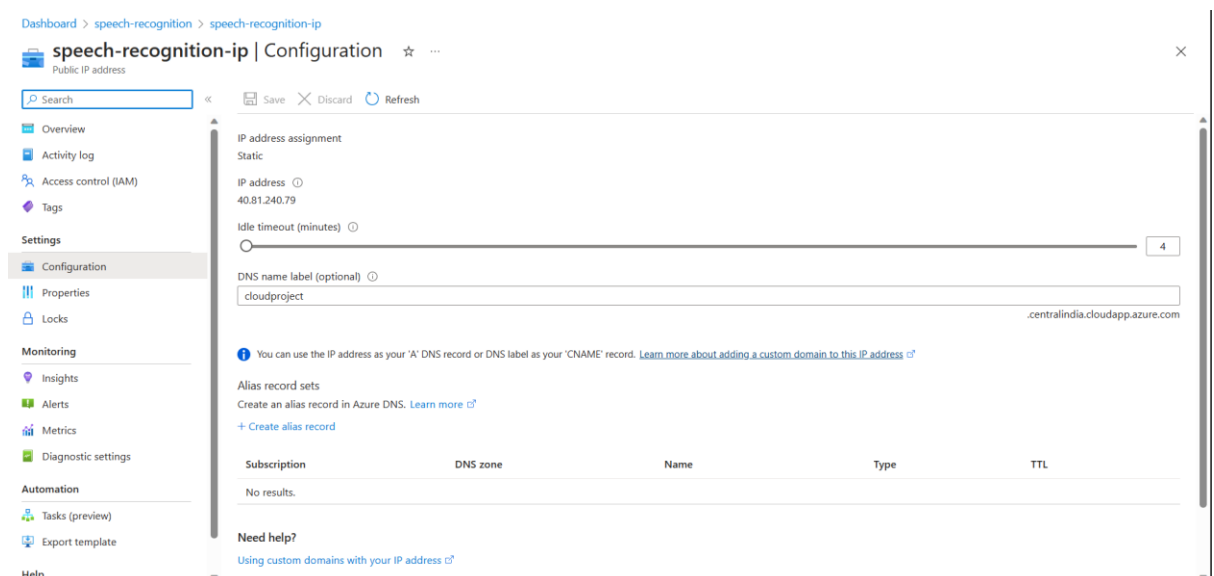 Dashboard > speech-recognition > speech-recognition-ip
speech-recognition-ip | Configuration
Public IP address
Search
Save Discard Refresh
Overview
Activity log
Access control (IAM)
Tags
Settings
Configuration
Properties
Locks
Monitoring
Insights
Alerts
Metrics
Diagnostic settings
Automation
Tasks (preview)
Export template
Help
IP address assignment
Static
IP address
40.81.240.79
Idle timeout (minutes)
4
DNS name label (optional)
cloudproject
.centralindia.cloudapp.azure.com
You can use the IP address as your 'A' DNS record or DNS label as your 'CNAME' record. Learn more about adding a custom domain to this IP address
Alias record sets
Create an alias record in Azure DNS. Learn more
+ Create alias record
Subscription DNS zone Name Type TTL
No results.
Need help?
Using custom domains with your IP address